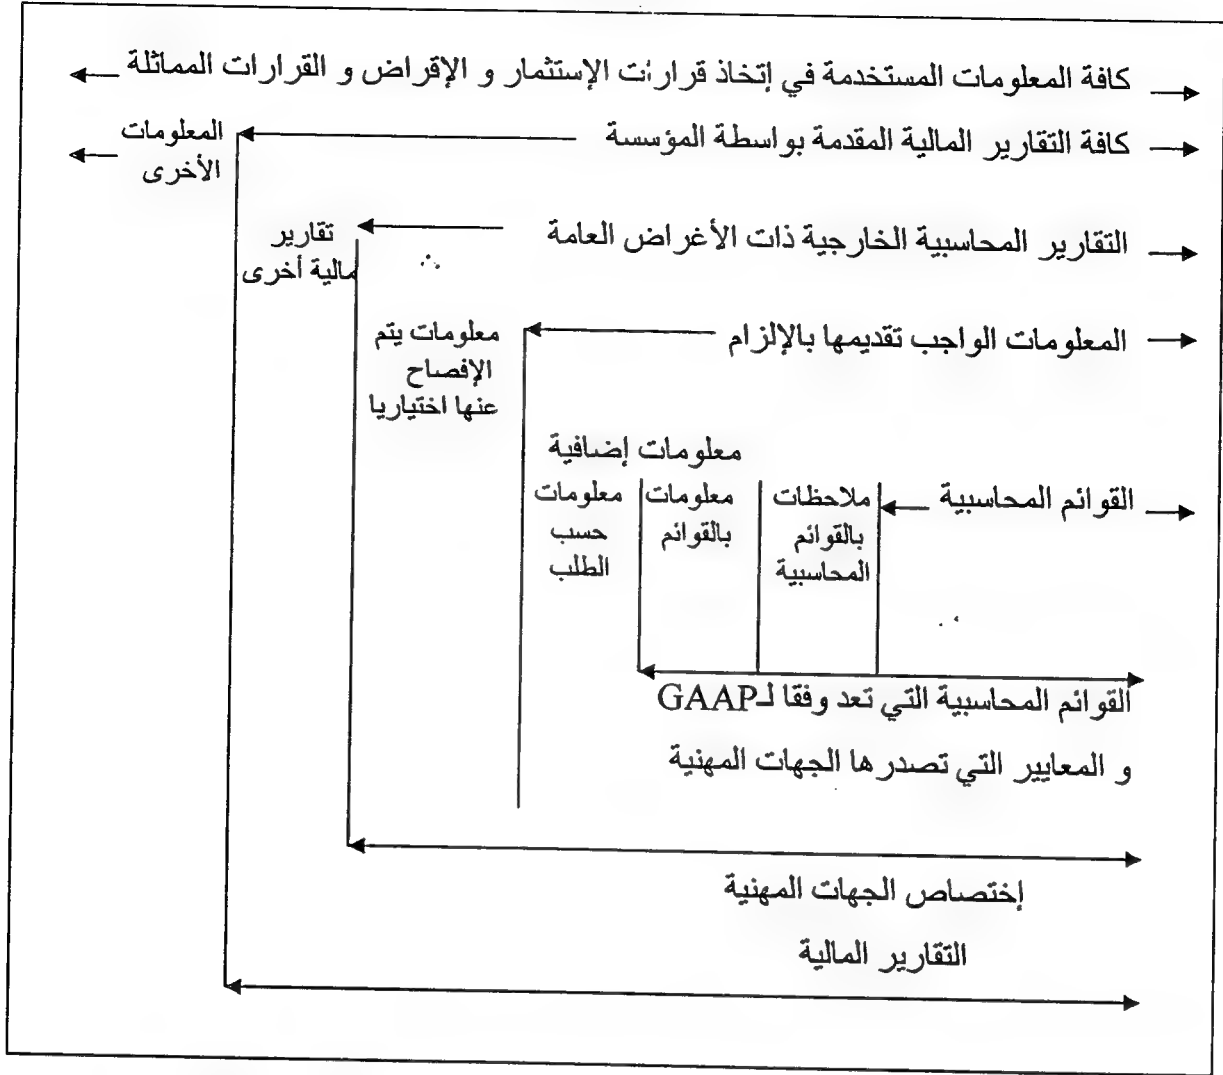 كافة المعلومات المستخدمة في إتخاذ قرارات الإستثمار و الإقراض و القرارات المماثلة
كافة التقارير المالية المقدمة بواسطة المؤسسة
المعلومات
الأخرى
التقارير المحاسبية الخارجية ذات الأغراض العامة
تقارير
مالية أخرى
المعلومات الواجب تقديمها بالإلزام
معلومات يتم
الإفصاح
عنها اختياريا
معلومات إضافية
القوائم المحاسبية
ملاحظات
بالقوائم
المحاسبية
معلومات
بالقوائم
معلومات
حسب
الطلب
القوائم المحاسبية التي تعد وفقا لـGAAP
و المعايير التي تصدرها الجهات المهنية
إختصاص الجهات المهنية
التقارير المالية